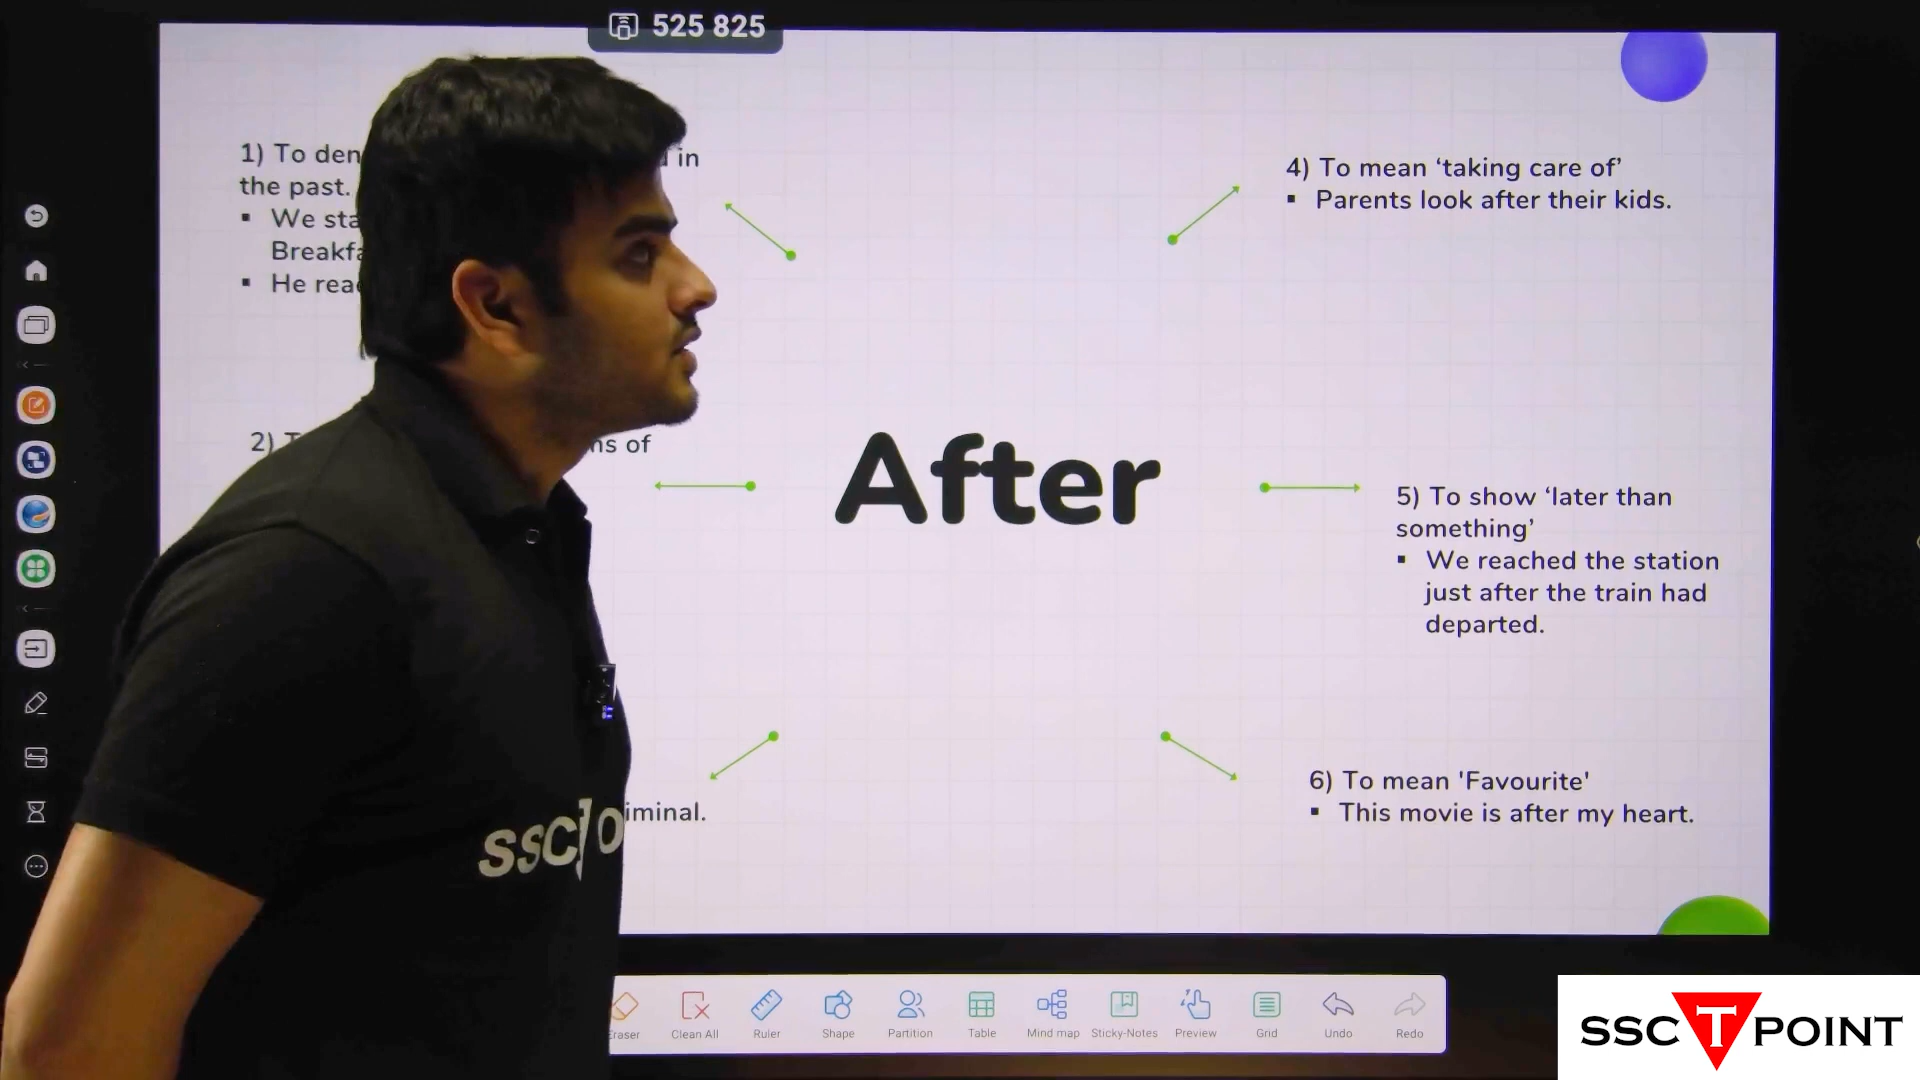 525 825
1) To den
in
the past.
We sta
Breakfa
He rea
2)
ns of
iminal.
After
4) To mean ‘taking care of’
Parents look after their kids.
5) To show ‘later than
something’
We reached the station
just after the train had
departed.
6) To mean 'Favourite'
This movie is after my heart.
ssc
Eraser
Clean All
Ruler
Shape
Partition
Table
Mind map
Sticky-Notes
Preview
Grid
Undo
Redo
SSC T POINT